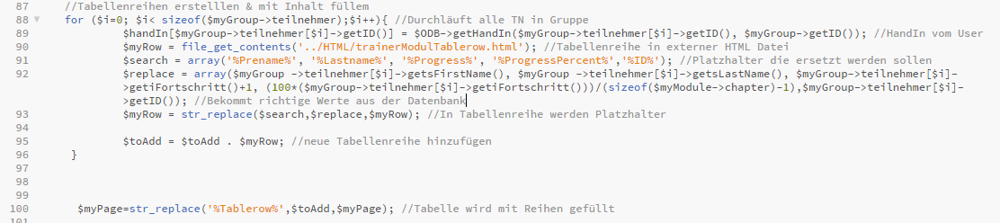 87 //Tabellenreihen erstelllen & mit Inhalt füllem
88 for ($i=0; $i< sizeof($myGroup->teilnehmer);$i++){ //Durchläuft alle TN in Gruppe
89 $handIn[$myGroup->teilnehmer[$i]->getID()] = $ODB->getHandIn($myGroup->teilnehmer[$i]->getID(), $myGroup->getID()); //HandIn vom User
90 $myRow = file_get_contents('../HTML/trainerModulTablerow.html'); //Tabellenreihe in externer HTML Datei
91 $search = array('%Prename%', '%Lastname%', '%Progress%', '%ProgressPercent%','%ID%'); //Platzhalter die ersetzt werden sollen
92 $replace = array($myGroup ->teilnehmer[$i]->getsFirstName(), $myGroup ->teilnehmer[$i]->getsLastName(), $myGroup->teilnehmer[$i]-
>getiFortschritt()+1, (100*($myGroup->teilnehmer[$i]->getiFortschritt()))/(sizeof($myModule->chapter)-1),$myGroup->teilnehmer[$i]-
>getID()); //Bekommt richtige Werte aus der Datenbank
93 $myRow = str_replace($search,$replace,$myRow); //In Tabellenreihe werden Platzhalter
94
95 $toAdd = $toAdd . $myRow; //neue Tabellenreihe hinzufügen
96 }
97
98
99
100 $myPage=str_replace('%Tablerow%',$toAdd,$myPage); //Tabelle wird mit Reihen gefüllt
101